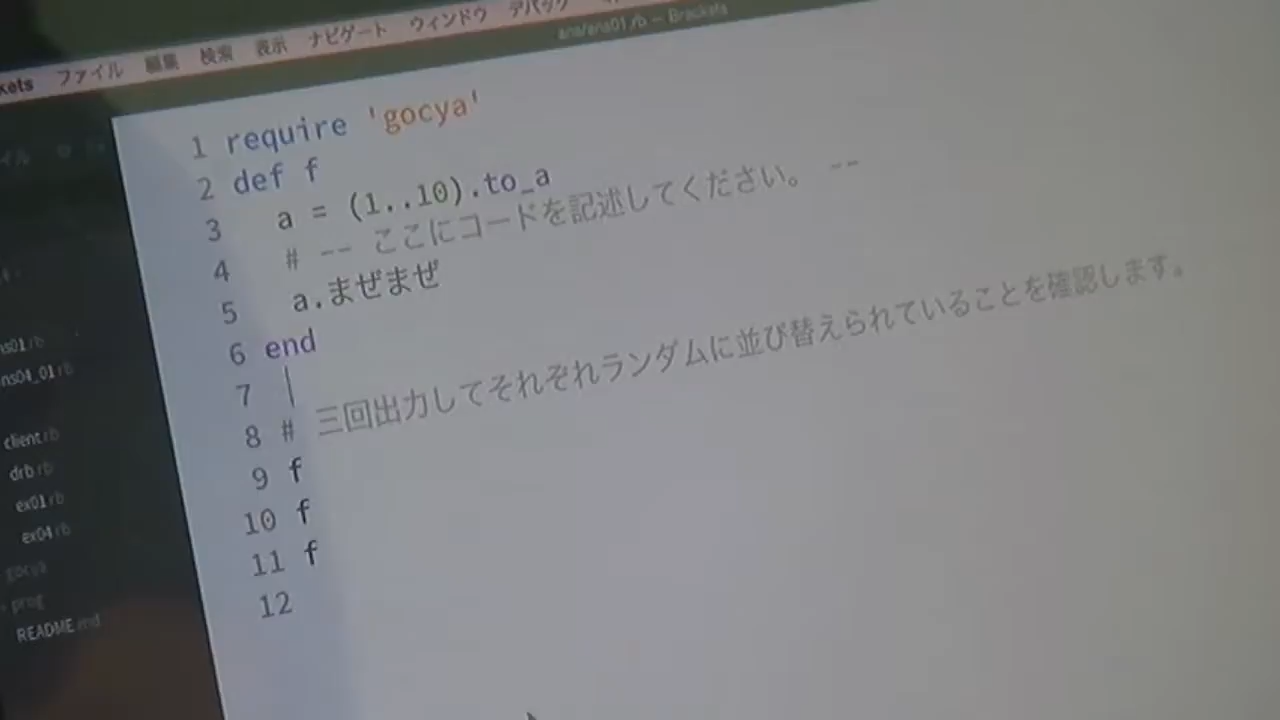 kets ファイル 編集 検索 表示 ナビゲート ウィンドウ デバッグ
ans/ans01.rb — Brackets
1 require 'gocya'
2 def f
3 a = (1..10).to_a
4 # -- ここにコードを記述してください。 --
5 a.まぜまぜ
6 end
7
8 # 三回出力してそれぞれランダムに並び替えられていることを確認します。
9 f
10 f
11 f
12
ns01.rb
ns04_01.rb
client.rb
drb.rb
ex01.rb
ex04.rb
gocya
prog
README.md